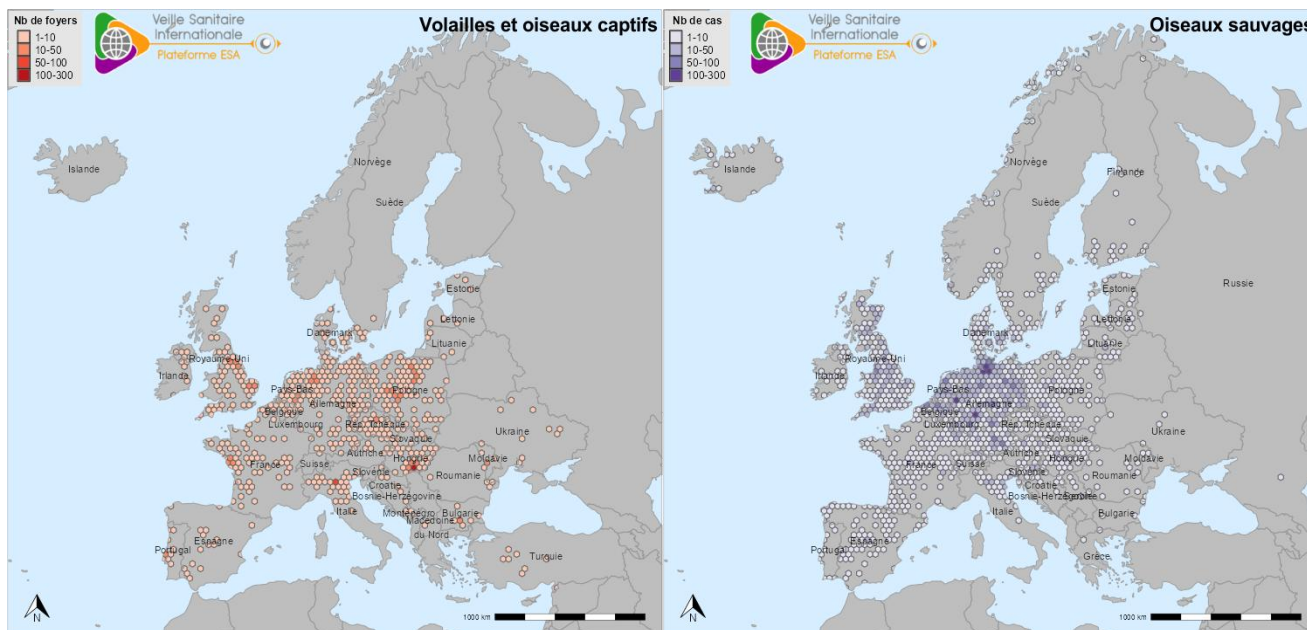 Nb de foyers
1-10
10-50
50-100
100-300
Veille Sanitaire
Internationale
Plateforme ESA
Volailles et oiseaux captifs
Islande
Norvège
Suède
Estonie
Lettonie
Danemark
Lituanie
Royaume-Uni
Irlande
Pays-Bas
Pologne
Allemagne
Belgique
Luxembourg
Rép. Tchèque
Ukraine
Slovaquie
Autriche
Moldavie
Hongrie
France
Suisse
Slovénie
Roumanie
Croatie
Bosnie-Herzégovine
Italie
Monténégro
Bulgarie
Macédoine
du Nord
Espagne
Portugal
Turquie
N
1000 km
Nb de cas
1-10
10-50
50-100
100-300
Veille Sanitaire
Internationale
Plateforme ESA
Oiseaux sauvages
Islande
Norvège
Finlande
Suède
Russie
Estonie
Lettonie
Danemark
Lituanie
Royaume-Uni
Irlande
Pays-Bas
Pologne
Allemagne
Belgique
Luxembourg
Rép. Tchèque
Ukraine
Slovaquie
Autriche
Moldavie
Hongrie
France
Suisse
Slovénie
Roumanie
Croatie
Bosnie-Herzégovine
Serbie
Italie
Bulgarie
Espagne
Portugal
Grèce
N
1000 km